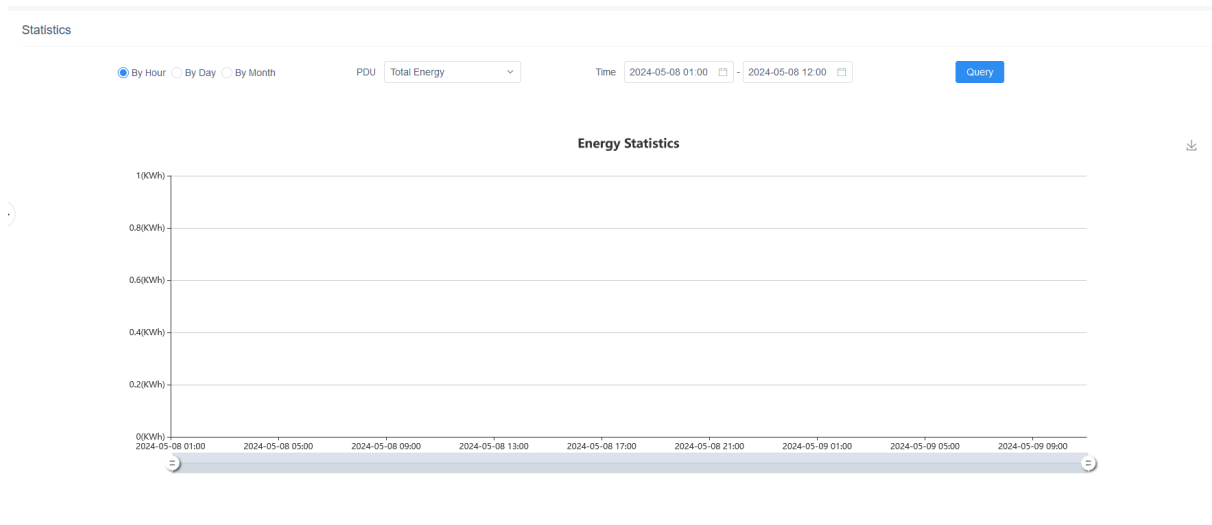 Statistics
By Hour By Day By Month PDU Total Energy Time 2024-05-08 01:00 - 2024-05-08 12:00 Query
Energy Statistics
1(KWh)
0.8(KWh)
0.6(KWh)
0.4(KWh)
0.2(KWh)
0(KWh)
2024-05-08 01:00 2024-05-08 05:00 2024-05-08 09:00 2024-05-08 13:00 2024-05-08 17:00 2024-05-08 21:00 2024-05-09 01:00 2024-05-09 05:00 2024-05-09 09:00